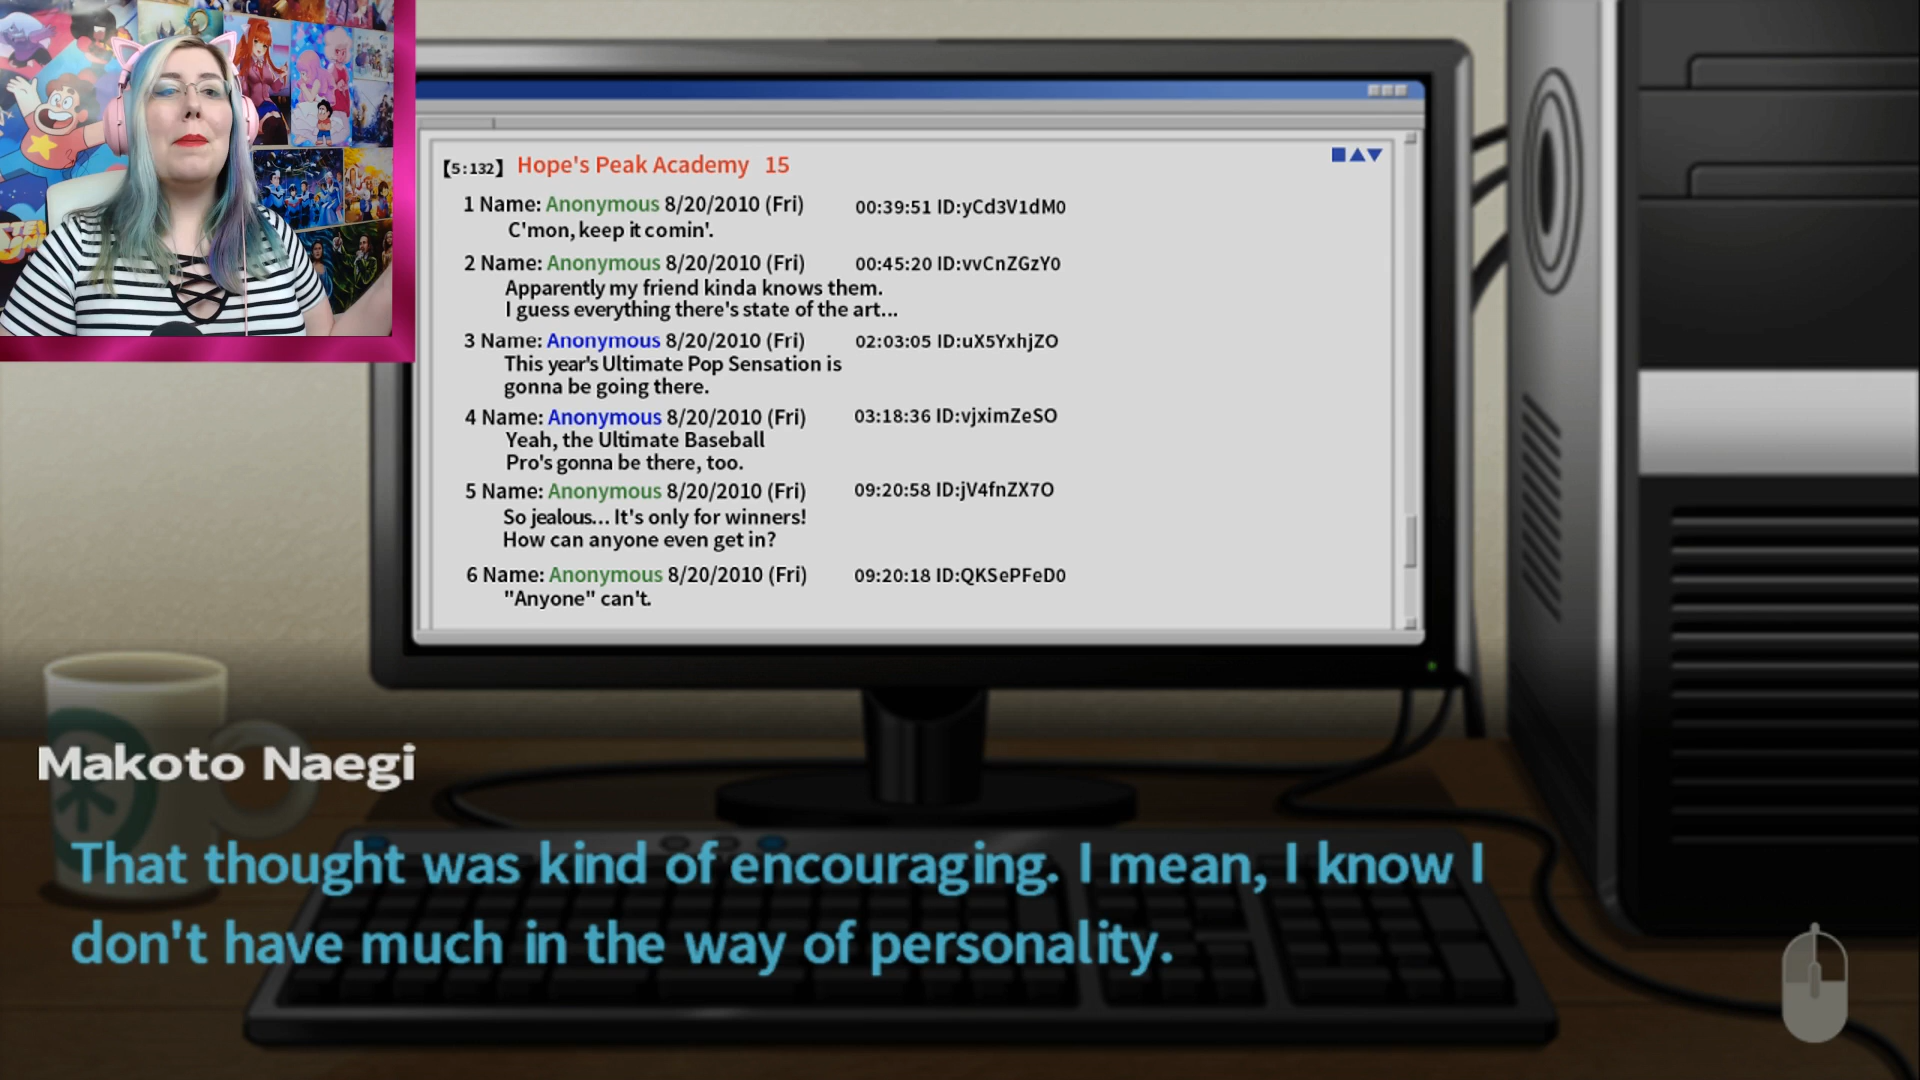 【5:132】 Hope's Peak Academy 15
1 Name: Anonymous 8/20/2010 (Fri) 00:39:51 ID:yCd3V1dM0
C'mon, keep it comin'.
2 Name: Anonymous 8/20/2010 (Fri) 00:45:20 ID:vvCnZGzY0
Apparently my friend kinda knows them.
I guess everything there's state of the art...
3 Name: Anonymous 8/20/2010 (Fri) 02:03:05 ID:uX5YxhjZO
This year's Ultimate Pop Sensation is
gonna be going there.
4 Name: Anonymous 8/20/2010 (Fri) 03:18:36 ID:vjximZeSO
Yeah, the Ultimate Baseball
Pro's gonna be there, too.
5 Name: Anonymous 8/20/2010 (Fri) 09:20:58 ID:jV4fnZX7O
So jealous... It's only for winners!
How can anyone even get in?
6 Name: Anonymous 8/20/2010 (Fri) 09:20:18 ID:QKSePFeD0
"Anyone" can't.
Makoto Naegi
That thought was kind of encouraging. I mean, I know I
don't have much in the way of personality.